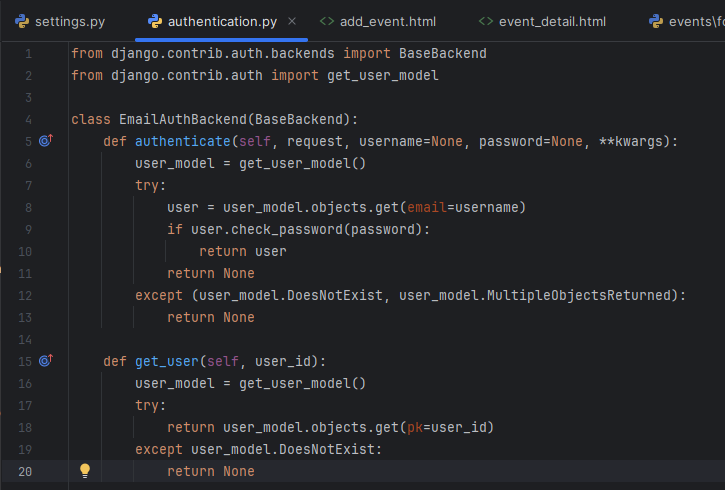 settings.py authentication.py × <> add_event.html <> event_detail.html
1 from django.contrib.auth.backends import BaseBackend
2 from django.contrib.auth import get_user_model
3
4 class EmailAuthBackend(BaseBackend):
5 def authenticate(self, request, username=None, password=None, **kwargs):
6 user_model = get_user_model()
7 try:
8 user = user_model.objects.get(email=username)
9 if user.check_password(password):
10 return user
11 return None
12 except (user_model.DoesNotExist, user_model.MultipleObjectsReturned):
13 return None
14
15 def get_user(self, user_id):
16 user_model = get_user_model()
17 try:
18 return user_model.objects.get(pk=user_id)
19 except user_model.DoesNotExist:
20 return None